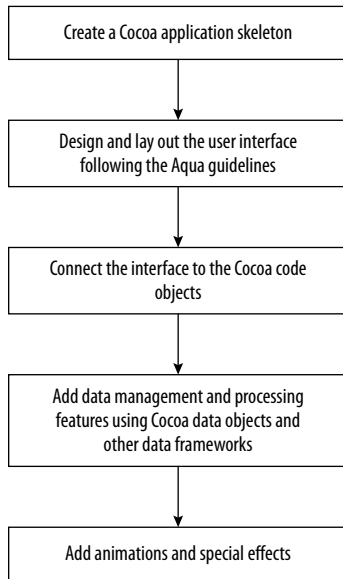 Create a Cocoa application skeleton
Design and lay out the user interface
following the Aqua guidelines
Connect the interface to the Cocoa code
objects
Add data management and processing
features using Cocoa data objects and
other data frameworks
Add animations and special effects